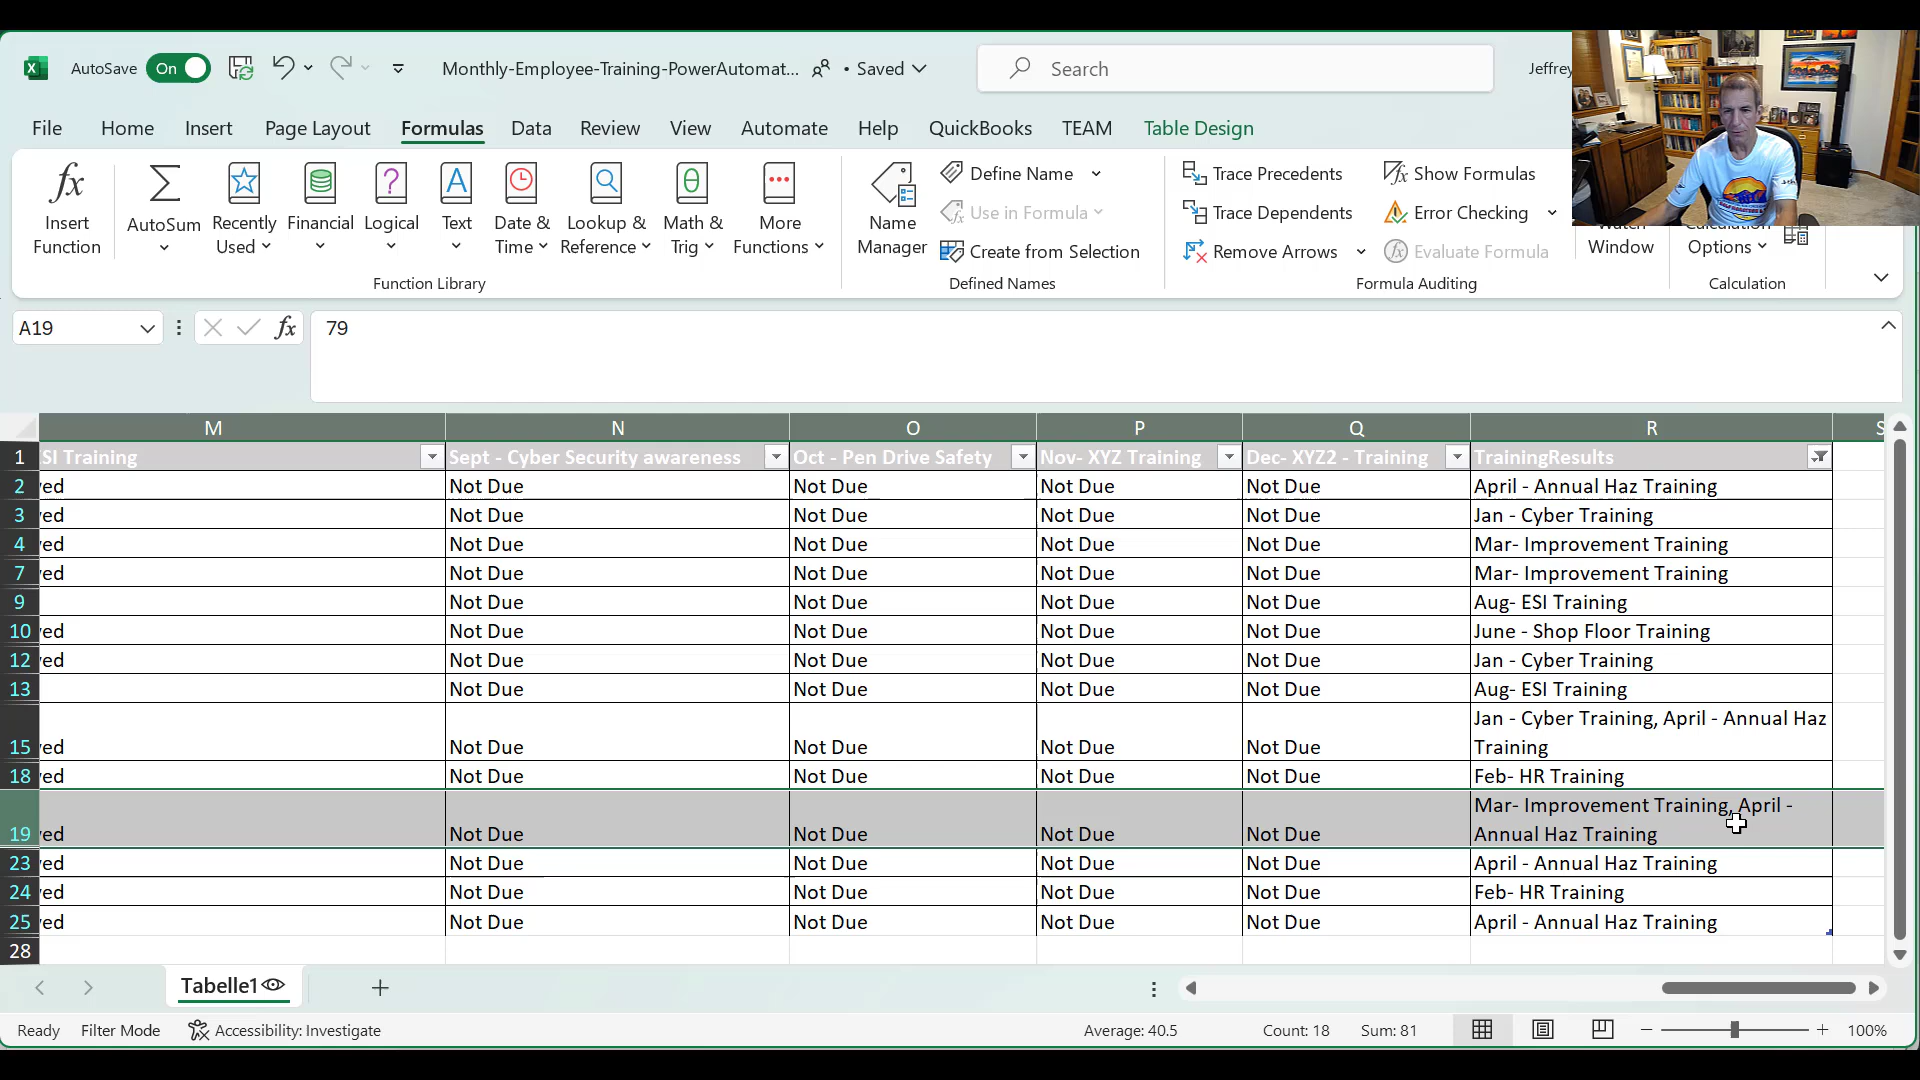 AutoSave On Monthly-Employee-Training-PowerAutomat... • Saved Search Jeffrey
File Home Insert Page Layout Formulas Data Review View Automate Help QuickBooks TEAM Table Design
Insert Function
AutoSum
Recently Used
Financial
Logical
Text
Date & Time
Lookup & Reference
Math & Trig
More Functions
Function Library
Name Manager
Define Name
Use in Formula
Create from Selection
Defined Names
Trace Precedents
Trace Dependents
Remove Arrows
Show Formulas
Error Checking
Evaluate Formula
Formula Auditing
Watch Window
Calculation Options
Calculation
A19 fx 79
M N O P Q R S
1 SI Training Sept - Cyber Security awareness Oct - Pen Drive Safety Nov- XYZ Training Dec- XYZ2 - Training TrainingResults
2 ved Not Due Not Due Not Due Not Due April - Annual Haz Training
3 ved Not Due Not Due Not Due Not Due Jan - Cyber Training
4 ved Not Due Not Due Not Due Not Due Mar- Improvement Training
7 ved Not Due Not Due Not Due Not Due Mar- Improvement Training
9 Not Due Not Due Not Due Not Due Aug- ESI Training
10 ved Not Due Not Due Not Due Not Due June - Shop Floor Training
12 ved Not Due Not Due Not Due Not Due Jan - Cyber Training
13 Not Due Not Due Not Due Not Due Aug- ESI Training
Jan - Cyber Training, April - Annual Haz
15 ved Not Due Not Due Not Due Not Due Training
18 ved Not Due Not Due Not Due Not Due Feb- HR Training
Mar- Improvement Training, April -
19 ved Not Due Not Due Not Due Not Due Annual Haz Training
23 ved Not Due Not Due Not Due Not Due April - Annual Haz Training
24 ved Not Due Not Due Not Due Not Due Feb- HR Training
25 ved Not Due Not Due Not Due Not Due April - Annual Haz Training
28
Tabelle1
Ready Filter Mode Accessibility: Investigate Average: 40.5 Count: 18 Sum: 81 100%